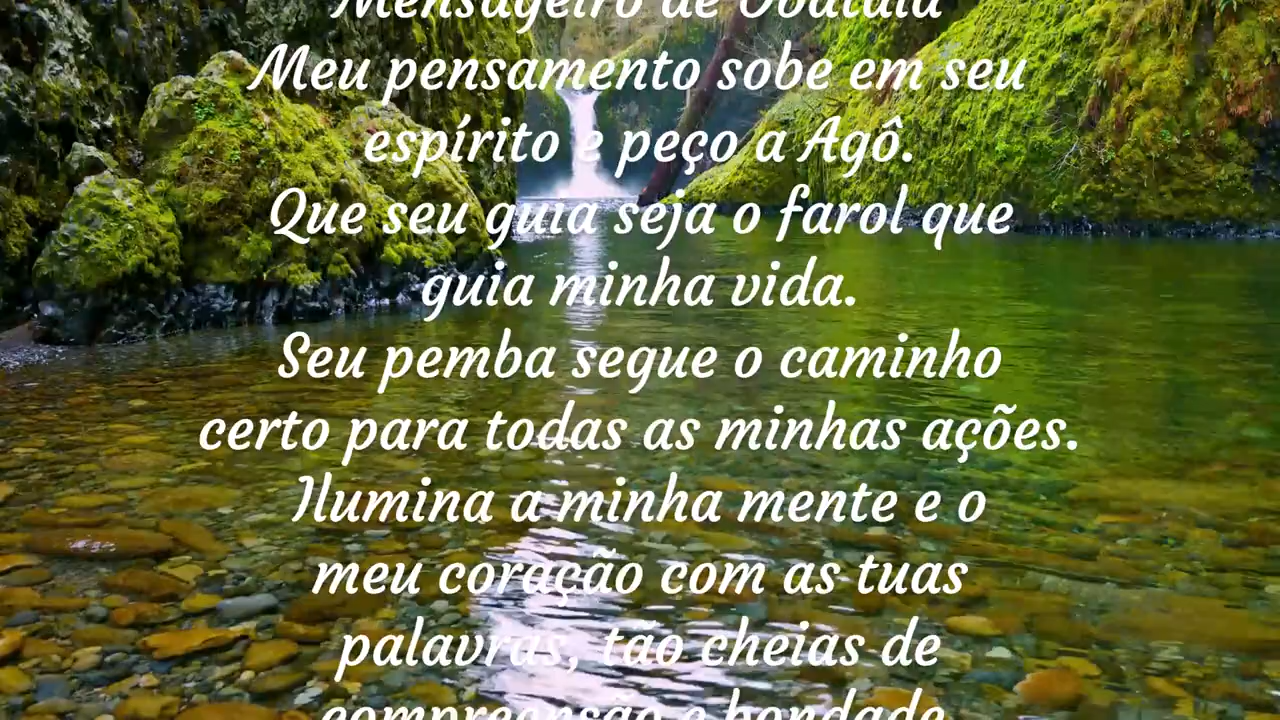 Mensageiro de Obatalá
Meu pensamento sobe em seu
espírito e peço a Agô.
Que seu guia seja o farol que
guia minha vida.
Seu pemba segue o caminho
certo para todas as minhas ações.
Ilumina a minha mente e o
meu coração com as tuas
palavras, tão cheias de
compreensão e bondade